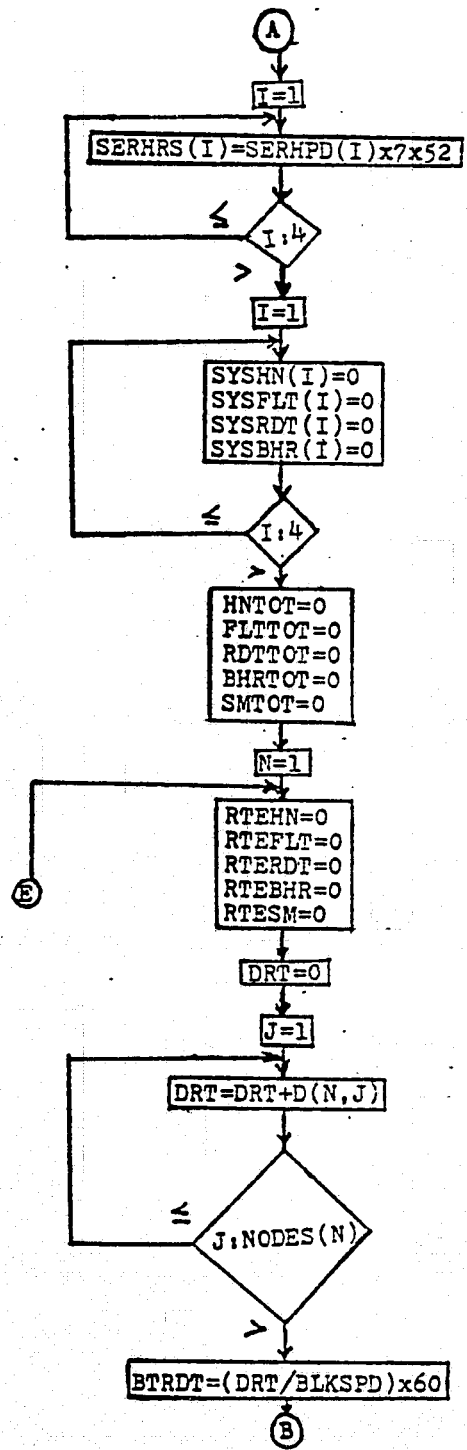 A
I=1
SERHRS(I)=SERHPD(I)x7x52
≤
I:4
>
I=1
SYSHN(I)=0
SYSFLT(I)=0
SYSRDT(I)=0
SYSBHR(I)=0
≤
I:4
>
HNTOT=0
FLTTOT=0
RDTTOT=0
BHRTOT=0
SMTOT=0
N=1
RTEHN=0
RTEFLT=0
RTERDT=0
RTEBHR=0
RTESM=0
E
DRT=0
J=1
DRT=DRT+D(N,J)
≤
J:NODES(N)
>
BTRDT=(DRT/BLKSPD)x60
B